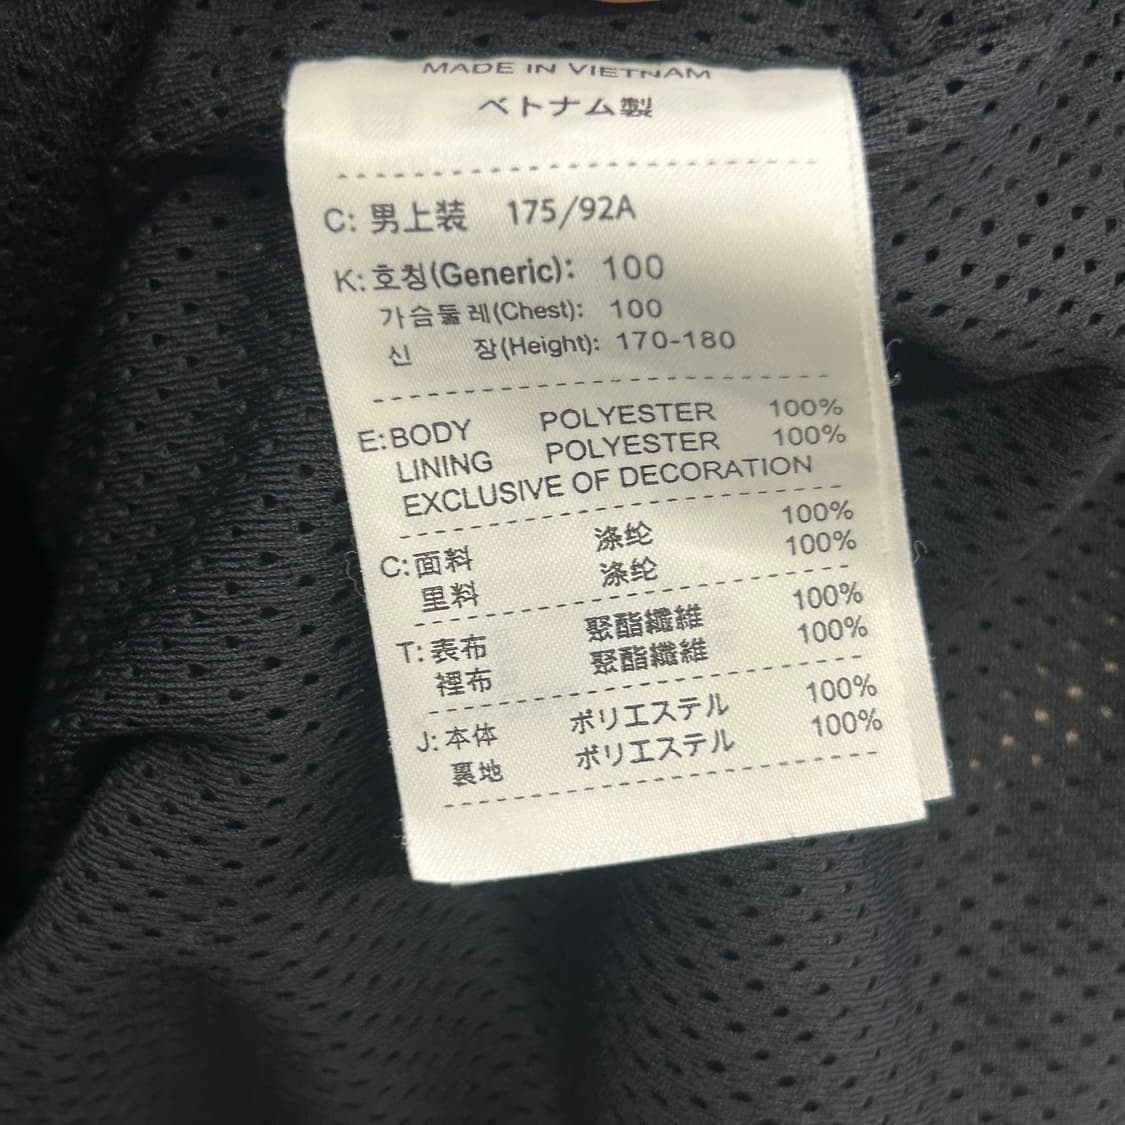 MADE IN VIETNAM
ベトナム製
C: 男上装 175/92A
K: 호칭(Generic): 100
가슴둘레(Chest): 100
신 장(Height): 170-180
E: BODY POLYESTER 100%
LINING POLYESTER 100%
EXCLUSIVE OF DECORATION
C: 面料 涤纶 100%
里料 涤纶 100%
T: 表布 聚酯纖維 100%
裡布 聚酯纖維 100%
J: 本体 ポリエステル 100%
裏地 ポリエステル 100%